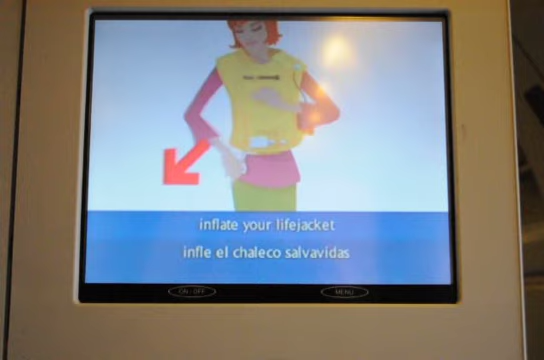 inflate your lifejacket
infle el chaleco salvavidas
ON - OFF
MENU